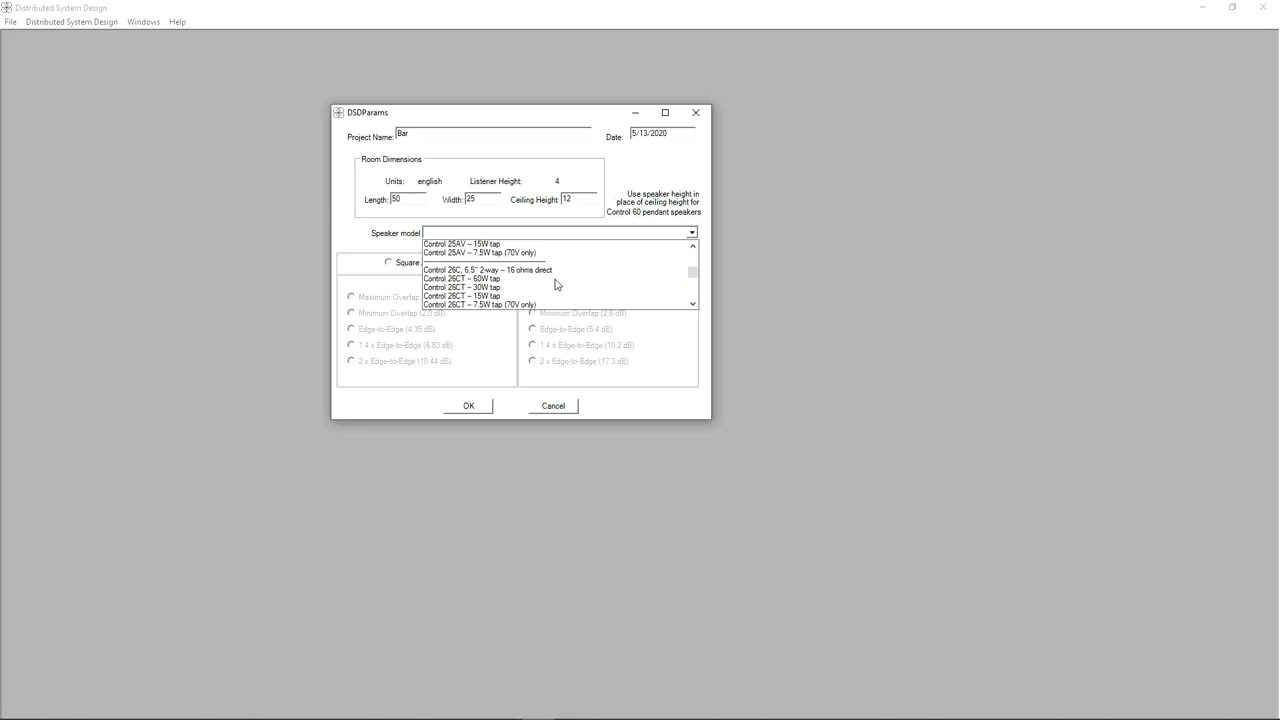 Distributed System Design
File Distributed System Design Windows Help
DSDParams
Project Name: Bar Date: 5/13/2020
Room Dimensions
Units: english Listener Height: 4
Length: 50 Width: 25 Ceiling Height: 12
Use speaker height in
place of ceiling height for
Control 60 pendant speakers
Speaker model
Control 25AV – 15W tap
Control 25AV – 7.5W tap (70V only)
Control 26C, 6.5" 2-way – 16 ohms direct
Control 26CT – 60W tap
Control 26CT – 30W tap
Control 26CT – 15W tap
Control 26CT – 7.5W tap (70V only)
Square
Maximum Overlap
Minimum Overlap (2.0 dB)
Edge-to-Edge (4.35 dB)
1.4 x Edge-to-Edge (6.83 dB)
2 x Edge-to-Edge (10.44 dB)
Minimum Overlap (2.6 dB)
Edge-to-Edge (5.4 dB)
1.4 x Edge-to-Edge (10.2 dB)
2 x Edge-to-Edge (17.3 dB)
OK Cancel